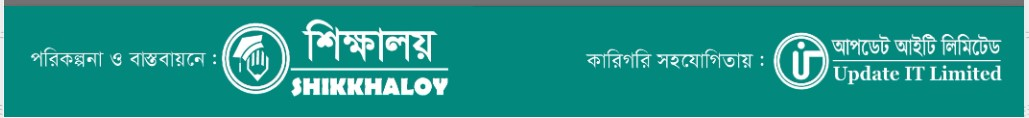 পরিকল্পনা ও বাস্তবায়নে :
শিক্ষালয়
SHIKKHALOY
কারিগরি সহযোগিতায় :
আপডেট আইটি লিমিটেড
Update IT Limited